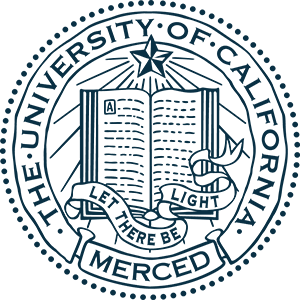 · THE UNIVERSITY · OF · CALIFORNIA ·
A
LET THERE BE LIGHT
MERCED